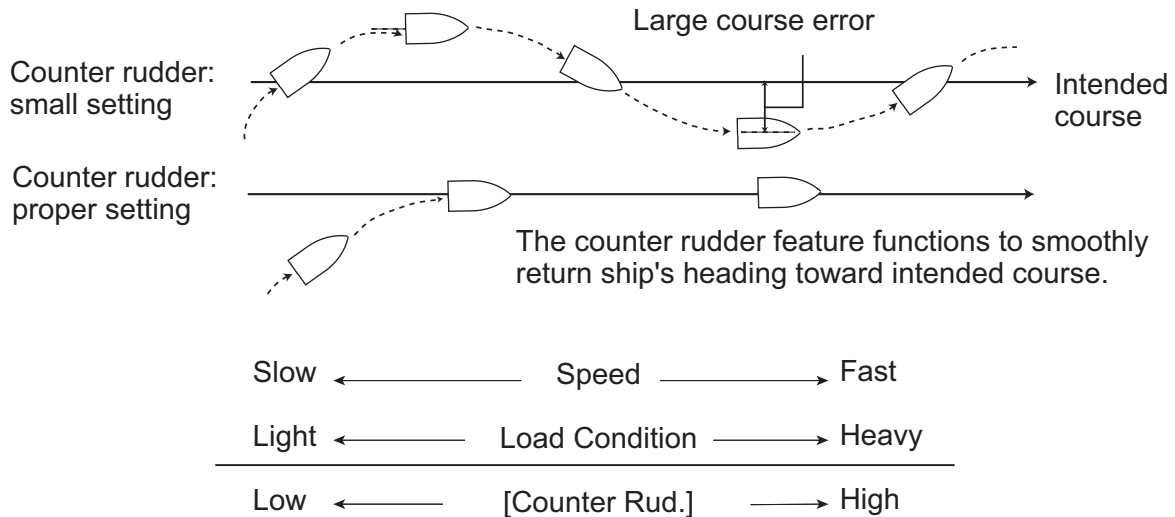 Large course error
Counter rudder:
small setting
Intended
course
Counter rudder:
proper setting
The counter rudder feature functions to smoothly
return ship's heading toward intended course.
Slow Speed Fast
Light Load Condition Heavy
Low [Counter Rud.] High